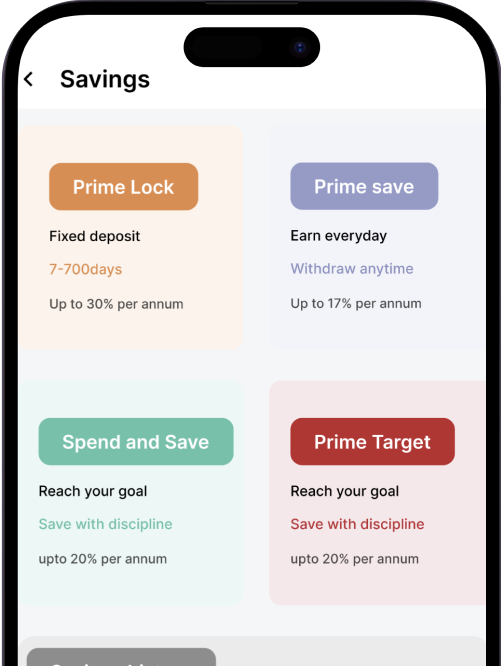 Savings
Prime Lock
Fixed deposit
7-700days
Up to 30% per annum
Prime save
Earn everyday
Withdraw anytime
Up to 17% per annum
Spend and Save
Reach your goal
Save with discipline
upto 20% per annum
Prime Target
Reach your goal
Save with discipline
upto 20% per annum